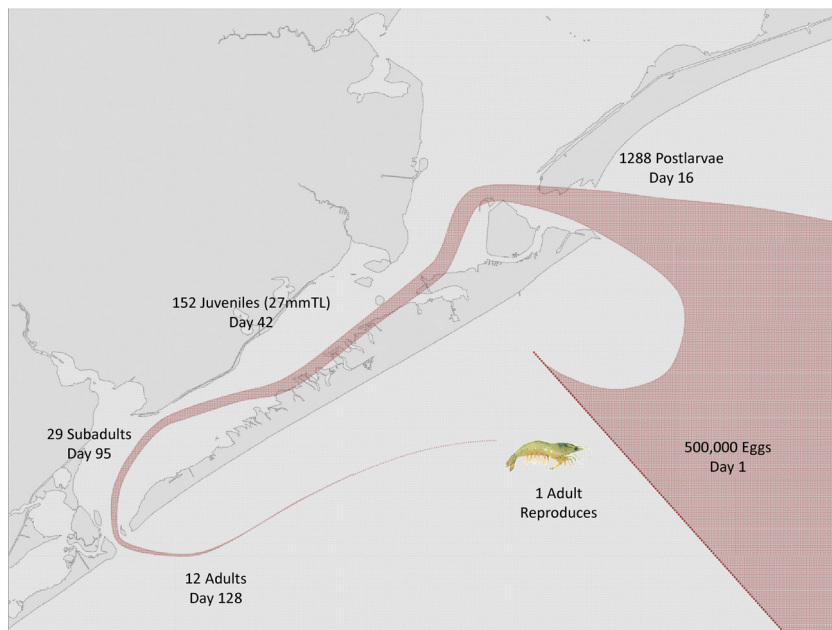 1288 Postlarvae
Day 16
152 Juveniles (27mmTL)
Day 42
29 Subadults
Day 95
500,000 Eggs
Day 1
1 Adult
Reproduces
12 Adults
Day 128